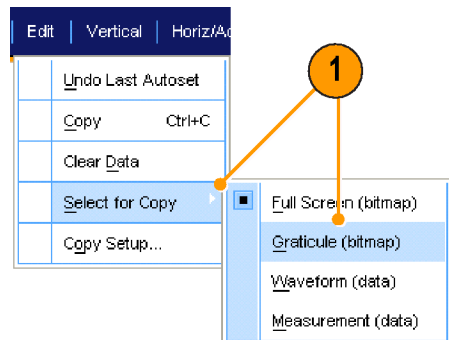 Edit Vertical Horiz/Ac
1
Undo Last Autoset
Copy Ctrl+C
Clear Data
Select for Copy
Full Screen (bitmap)
Copy Setup...
Graticule (bitmap)
Waveform (data)
Measurement (data)